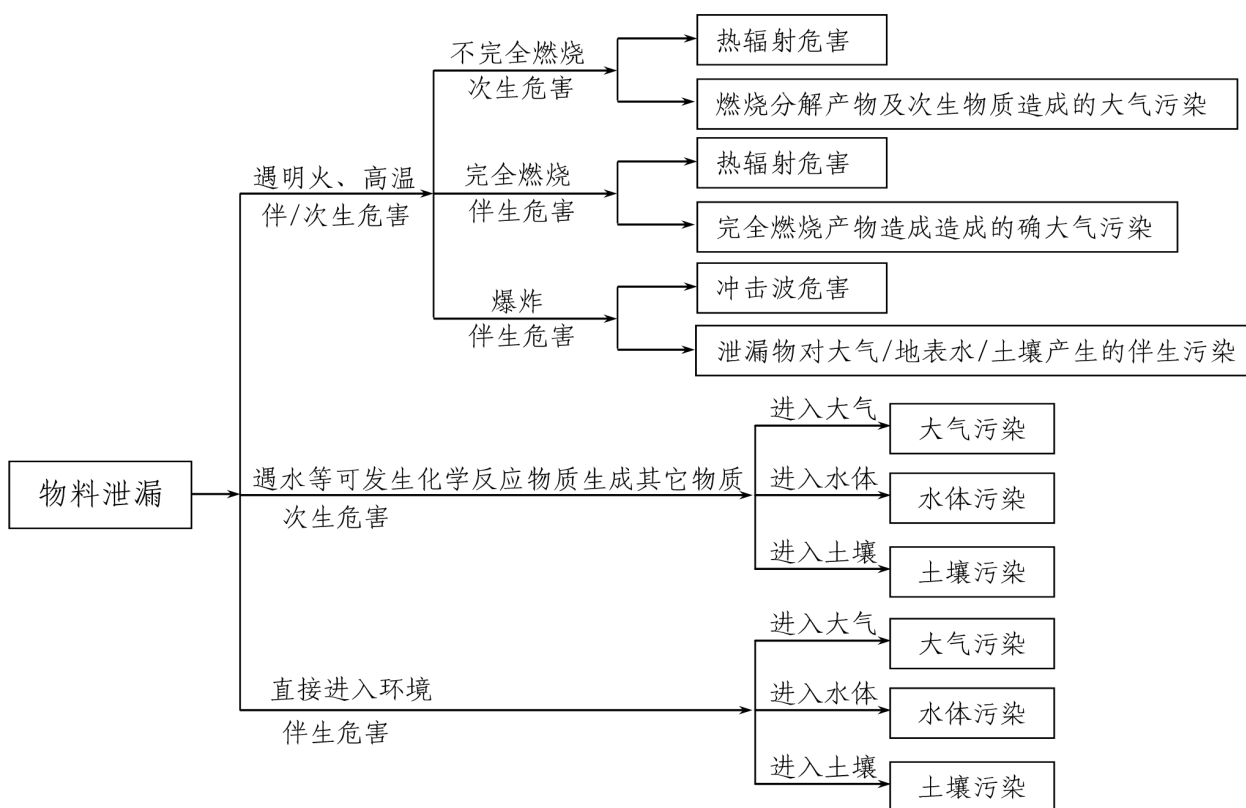 不完全燃烧
次生危害
热辐射危害
燃烧分解产物及次生物质造成的大气污染
遇明火、高温
伴/次生危害
完全燃烧
伴生危害
热辐射危害
完全燃烧产物造成造成的确大气污染
爆炸
伴生危害
冲击波危害
泄漏物对大气/地表水/土壤产生的伴生污染
物料泄漏
遇水等可发生化学反应物质生成其它物质
次生危害
进入大气
大气污染
进入水体
水体污染
进入土壤
土壤污染
直接进入环境
伴生危害
进入大气
大气污染
进入水体
水体污染
进入土壤
土壤污染